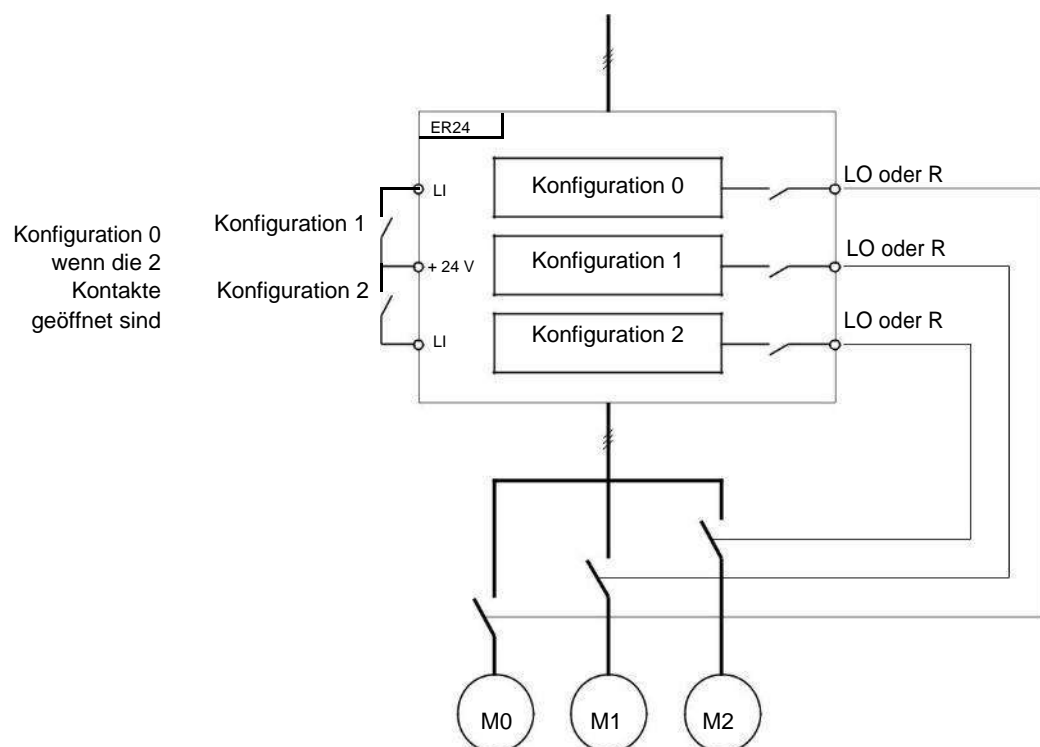 ER24
LI
Konfiguration 0
LO oder R
Konfiguration 0
wenn die 2
Kontakte
geöffnet sind
Konfiguration 1
+ 24 V
Konfiguration 1
LO oder R
Konfiguration 2
LI
Konfiguration 2
LO oder R
M0
M1
M2